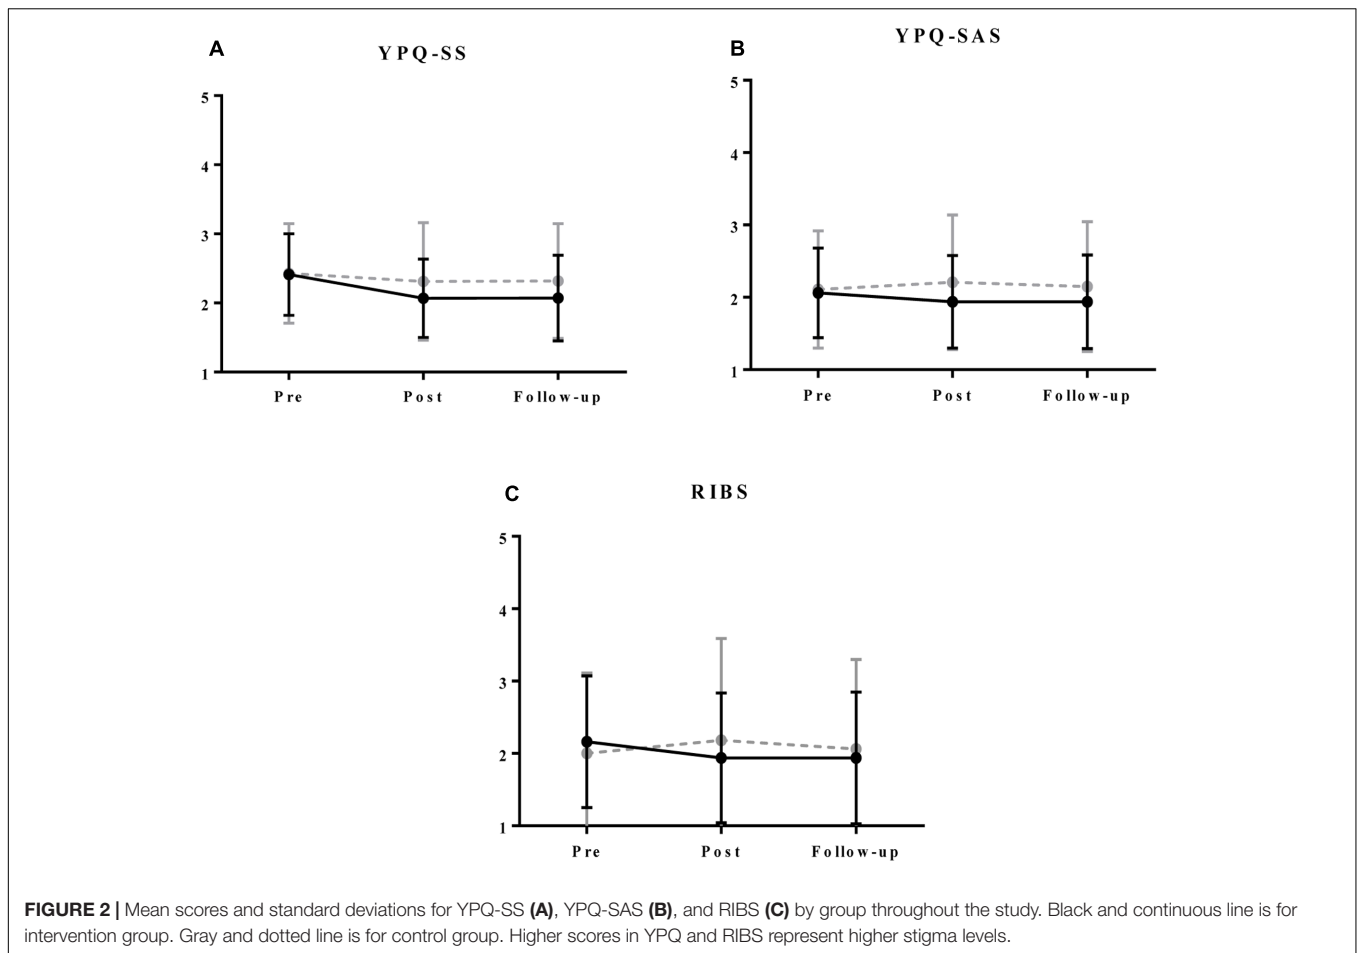 A
YPQ-SS
5
4
3
2
1
Pre Post Follow-up
B
YPQ-SAS
5
4
3
2
1
Pre Post Follow-up
C
RIBS
5
4
3
2
1
Pre Post Follow-up
FIGURE 2 | Mean scores and standard deviations for YPQ-SS (A), YPQ-SAS (B), and RIBS (C) by group throughout the study. Black and continuous line is for
intervention group. Gray and dotted line is for control group. Higher scores in YPQ and RIBS represent higher stigma levels.